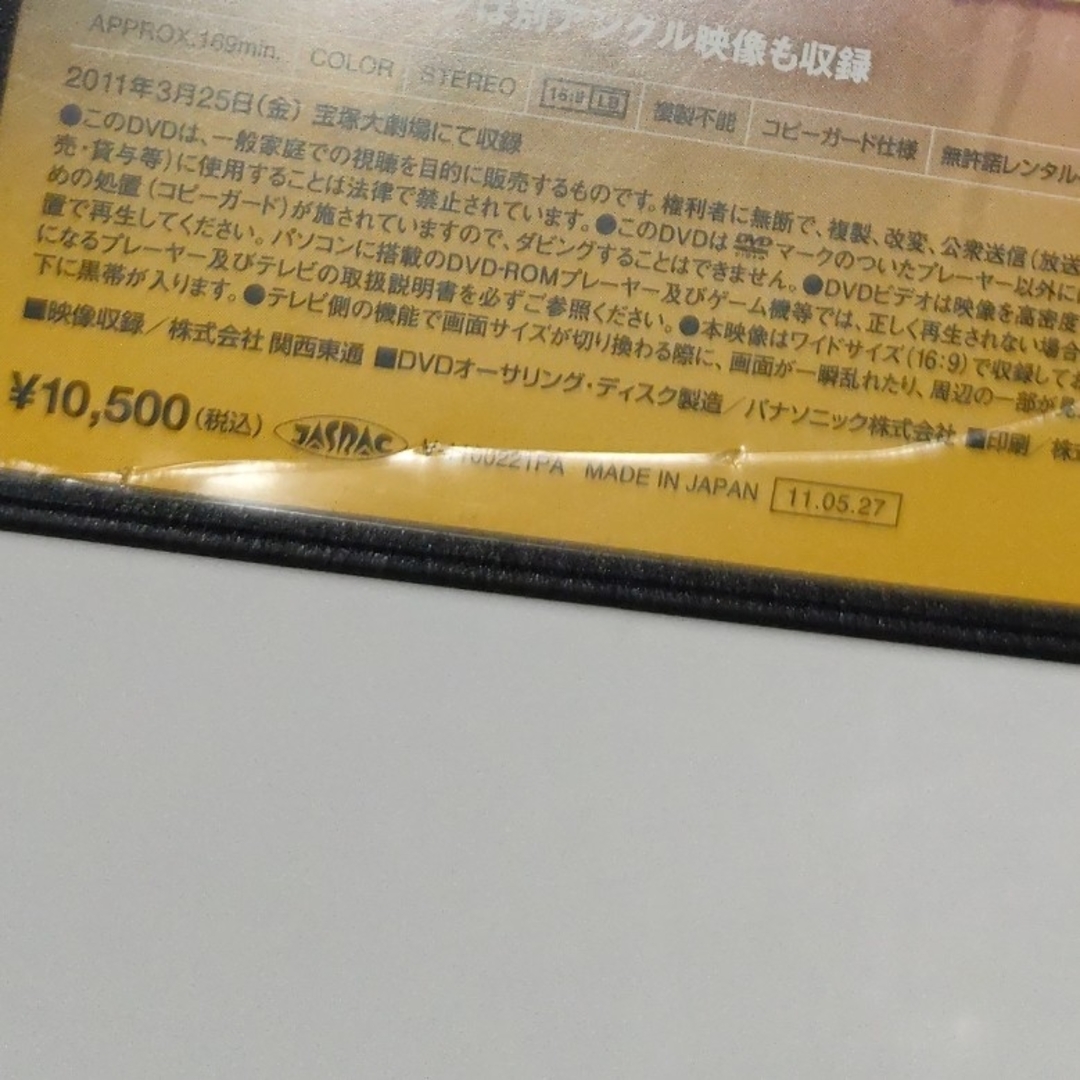 は別アングル映像も収録
APPROX.169min. COLOR STEREO 16:9 LB 複製不能 コピーガード仕様 無許諾レンタル
2011年3月25日(金) 宝塚大劇場にて収録
●このDVDは、一般家庭での視聴を目的に販売するものです。権利者に無断で、複製、改変、公衆送信(放送
売・貸与等)に使用することは法律で禁止されています。●このDVDは DVD マークのついたプレーヤー以外に
めの処置(コピーガード)が施されていますので、ダビングすることはできません。●DVDビデオは映像を高密度
置で再生してください。パソコンに搭載のDVD-ROMプレーヤー及びゲーム機等では、正しく再生されない場合
になるプレーヤー及びテレビの取扱説明書を必ずご参照ください。●本映像はワイドサイズ(16:9)で収録してお
下に黒帯が入ります。●テレビ側の機能で画面サイズが切り換わる際に、画面が一瞬乱れたり、周辺の一部が見
■映像収録/株式会社 関西東通 ■DVDオーサリング・ディスク製造/パナソニック株式会社 ■印刷/株式
¥10,500(税込) JASRAC MADE IN JAPAN 11.05.27